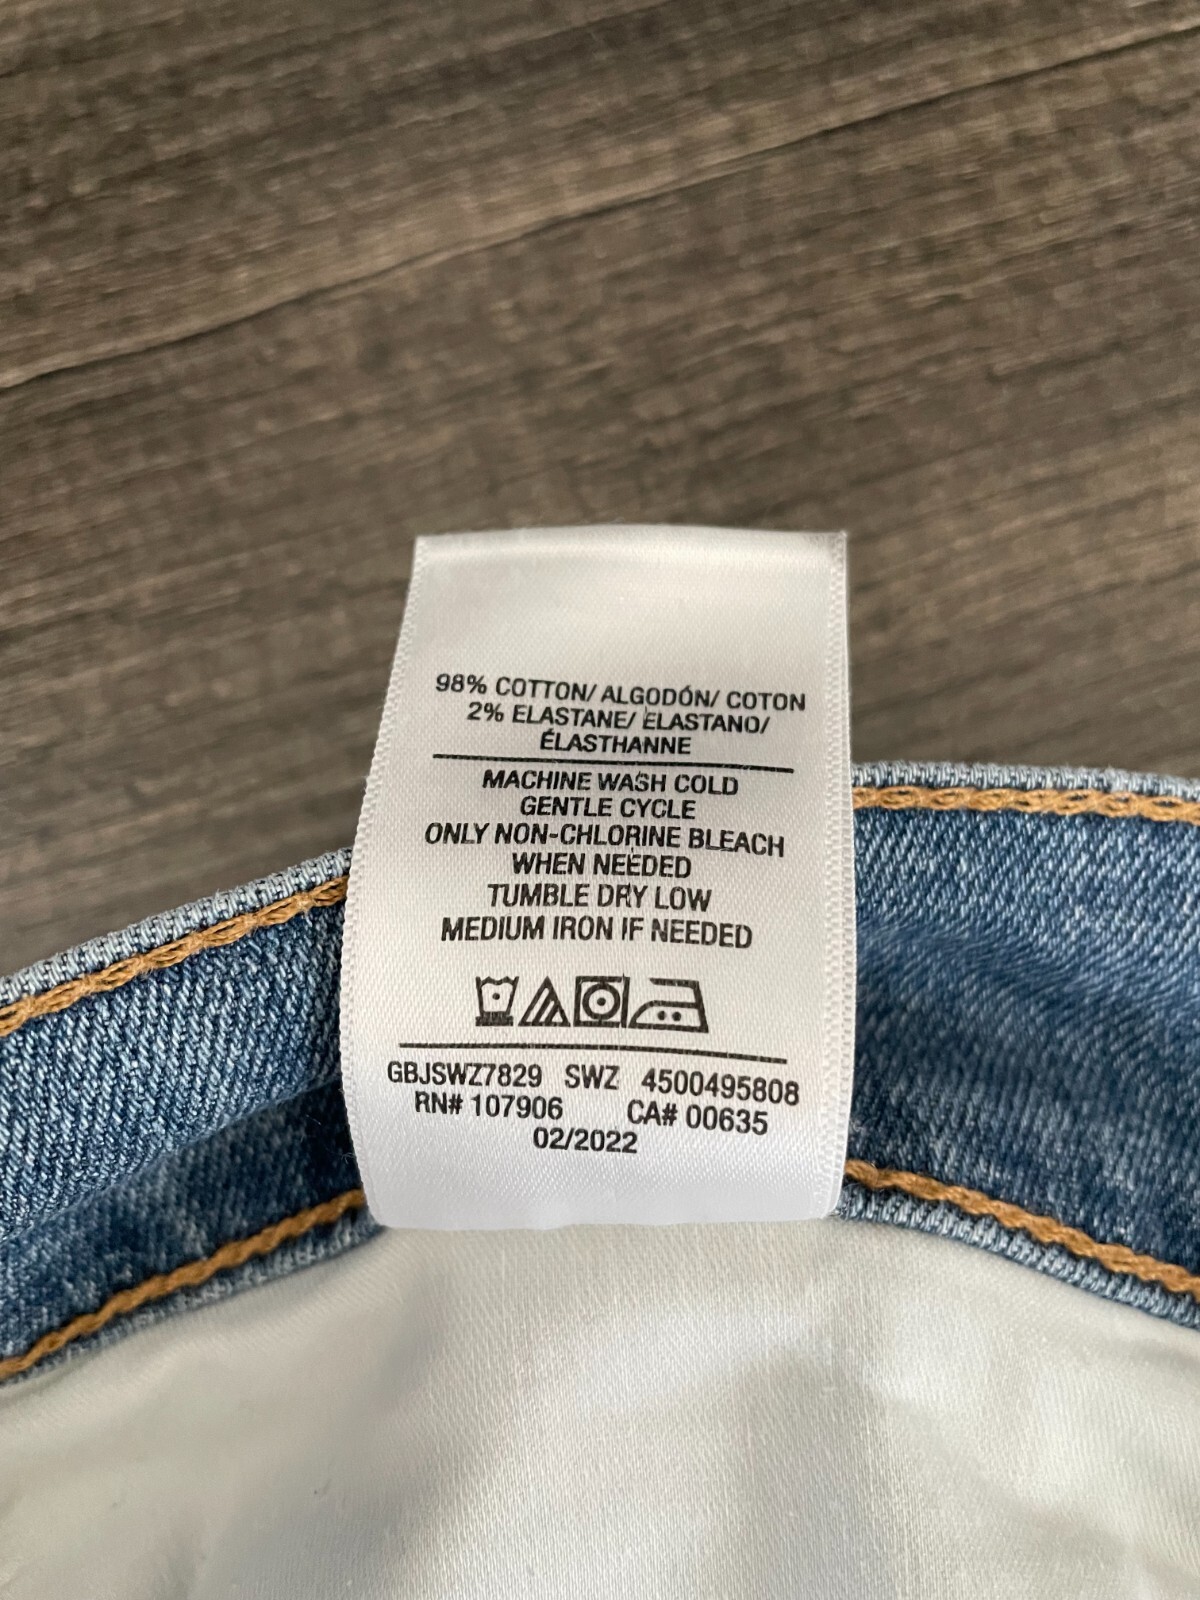 98% COTTON/ ALGODÓN/ COTON
2% ELASTANE/ ELASTANO/
ÉLASTHANNE
MACHINE WASH COLD
GENTLE CYCLE
ONLY NON-CHLORINE BLEACH
WHEN NEEDED
TUMBLE DRY LOW
MEDIUM IRON IF NEEDED
GBJSWZ7829 SWZ 4500495808
RN# 107906 CA# 00635
02/2022